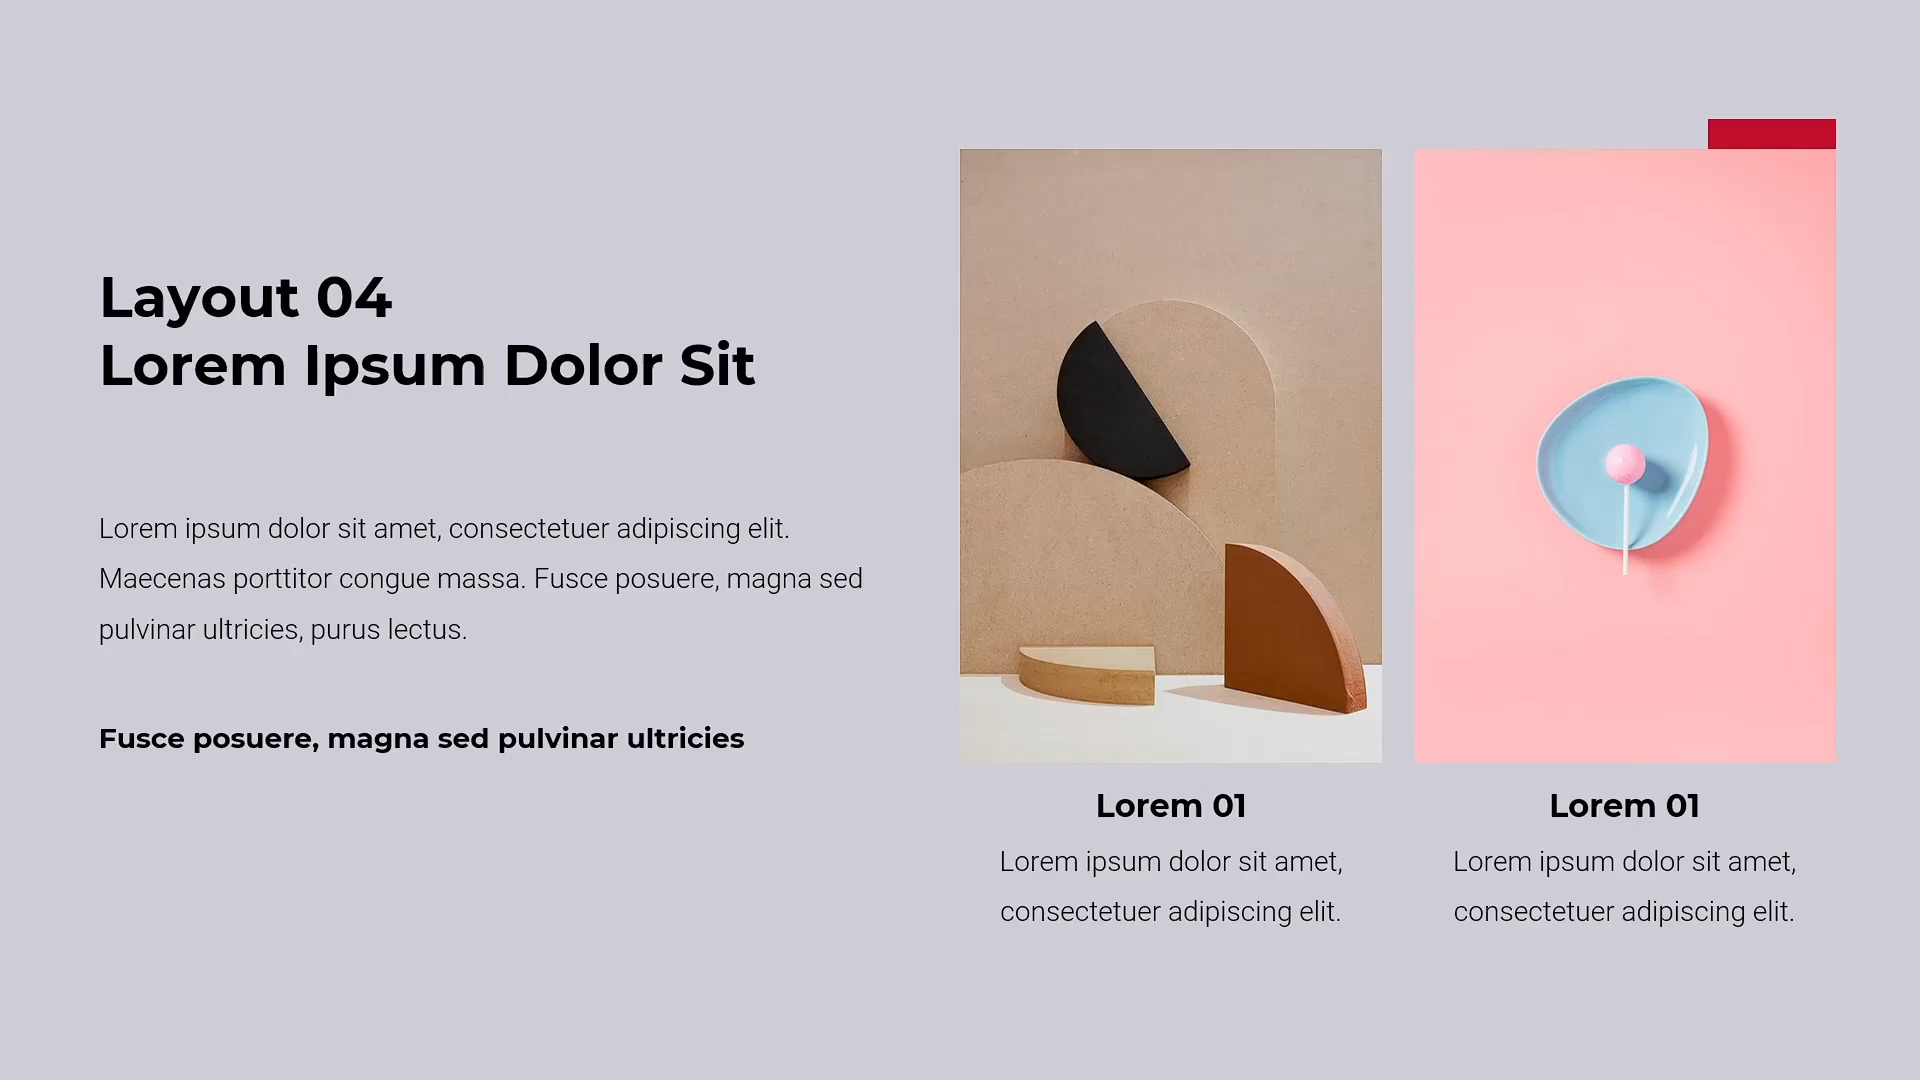 Layout 04
Lorem Ipsum Dolor Sit
Lorem ipsum dolor sit amet, consectetuer adipiscing elit.
Maecenas porttitor congue massa. Fusce posuere, magna sed
pulvinar ultricies, purus lectus.
Fusce posuere, magna sed pulvinar ultricies
Lorem 01
Lorem ipsum dolor sit amet,
consectetuer adipiscing elit.
Lorem 01
Lorem ipsum dolor sit amet,
consectetuer adipiscing elit.